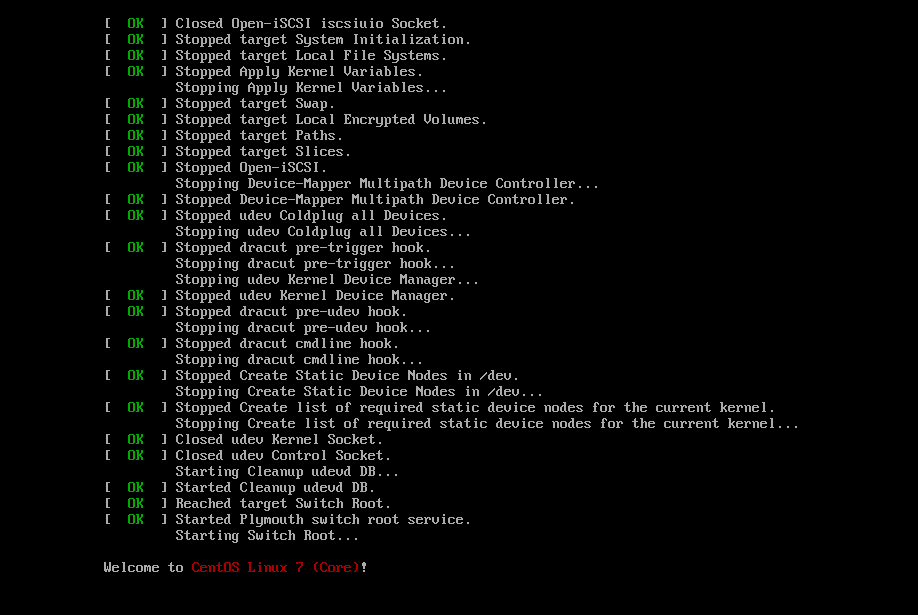 [  OK  ] Closed Open-iSCSI iscsiuio Socket.
[  OK  ] Stopped target System Initialization.
[  OK  ] Stopped target Local File Systems.
[  OK  ] Stopped Apply Kernel Variables.
         Stopping Apply Kernel Variables...
[  OK  ] Stopped target Swap.
[  OK  ] Stopped target Local Encrypted Volumes.
[  OK  ] Stopped target Paths.
[  OK  ] Stopped target Slices.
[  OK  ] Stopped Open-iSCSI.
         Stopping Device-Mapper Multipath Device Controller...
[  OK  ] Stopped Device-Mapper Multipath Device Controller.
[  OK  ] Stopped udev Coldplug all Devices.
         Stopping udev Coldplug all Devices...
[  OK  ] Stopped dracut pre-trigger hook.
         Stopping dracut pre-trigger hook...
         Stopping udev Kernel Device Manager...
[  OK  ] Stopped udev Kernel Device Manager.
[  OK  ] Stopped dracut pre-udev hook.
         Stopping dracut pre-udev hook...
[  OK  ] Stopped dracut cmdline hook.
         Stopping dracut cmdline hook...
[  OK  ] Stopped Create Static Device Nodes in /dev.
         Stopping Create Static Device Nodes in /dev...
[  OK  ] Stopped Create list of required static device nodes for the current kernel.
         Stopping Create list of required static device nodes for the current kernel...
[  OK  ] Closed udev Kernel Socket.
[  OK  ] Closed udev Control Socket.
         Starting Cleanup udevd DB...
[  OK  ] Started Cleanup udevd DB.
[  OK  ] Reached target Switch Root.
[  OK  ] Started Plymouth switch root service.
         Starting Switch Root...
Welcome to CentOS Linux 7 (Core)!